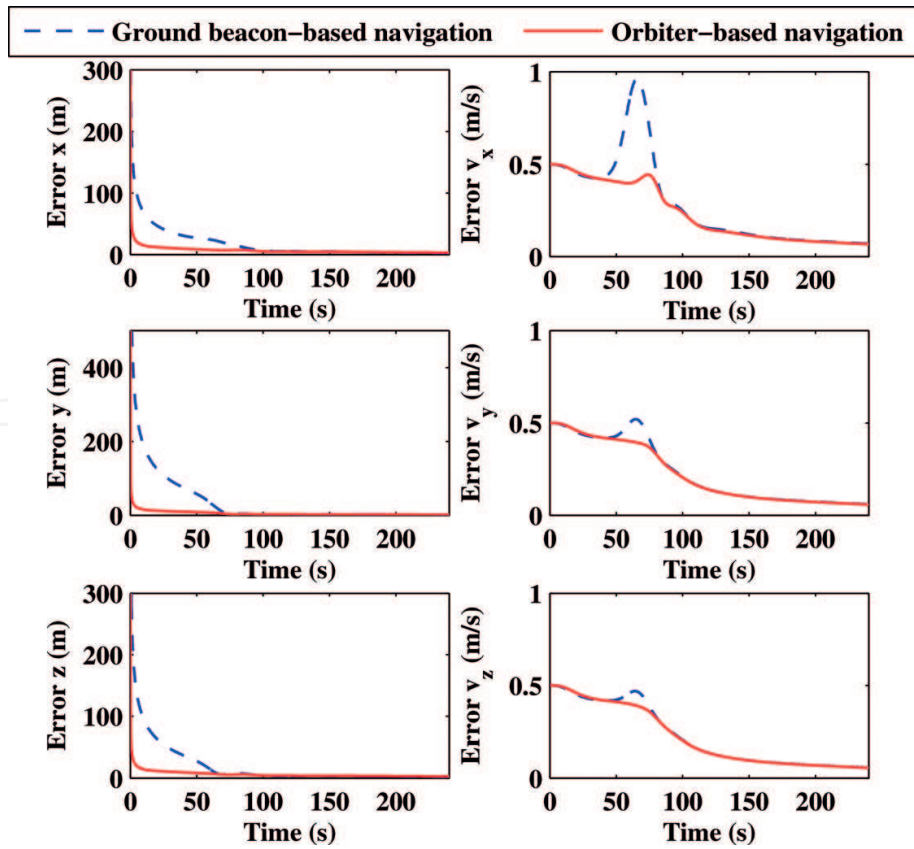 Ground beacon-based navigation
Orbiter-based navigation
Error x (m)
300
200
100
0
0 50 100 150 200
Time (s)
Error v_x (m/s)
1
0.5
0
0 50 100 150 200
Time (s)
Error y (m)
400
200
0
0 50 100 150 200
Time (s)
Error v_y (m/s)
1
0.5
0
0 50 100 150 200
Time (s)
Error z (m)
300
200
100
0
0 50 100 150 200
Time (s)
Error v_z (m/s)
1
0.5
0
0 50 100 150 200
Time (s)